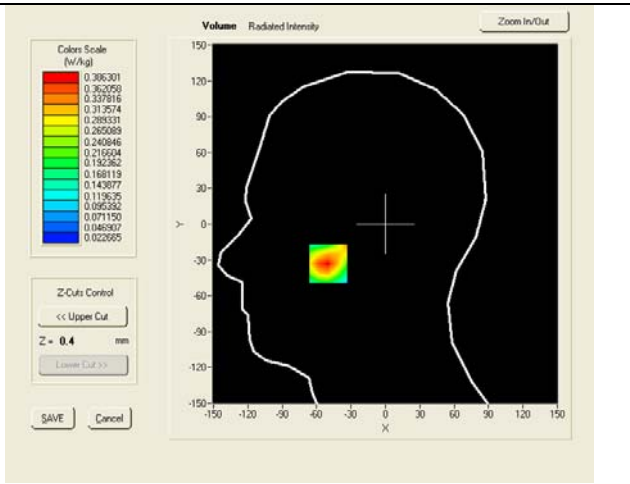 Volume Radiated Intensity
Zoom In/Out
Colors Scale
(W/kg)
0.386301
0.362058
0.337816
0.313574
0.289331
0.265089
0.240846
0.216604
0.192362
0.168119
0.143877
0.119635
0.095392
0.071150
0.046907
0.022665
Z-Cuts Control
<< Upper Cut
Z = 0.4 mm
Lower Cut >>
SAVE
Cancel
150
120
90
60
30
0
-30
-60
-90
-120
-150
Y
-150 -120 -90 -60 -30 0 30 60 90 120 150
X